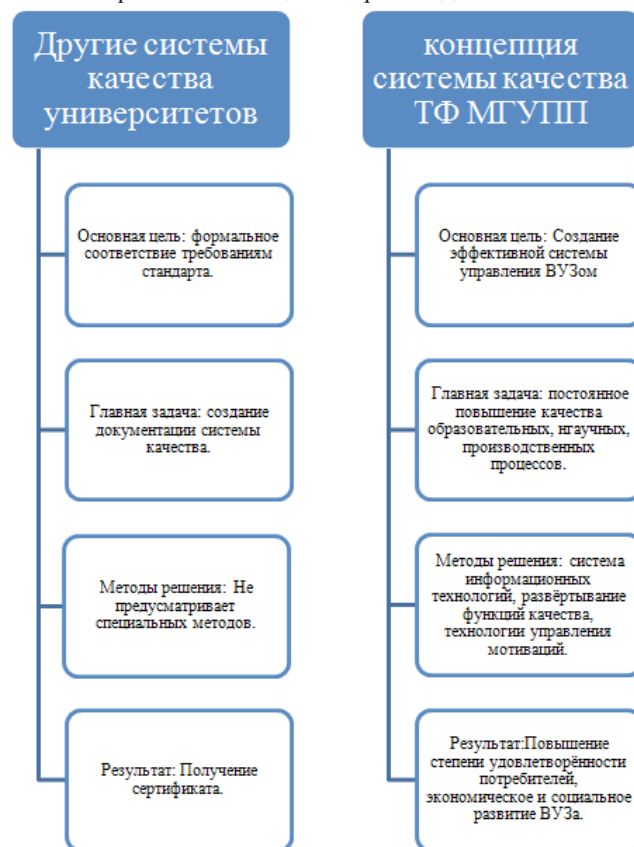 Другие системы
качества
университетов
Основная цель: формальное
соответствие требованиям
стандарта.
Главная задача: создание
документации системы
качества.
Методы решения: Не
предусматривает
специальных методов.
Результат: Получение
сертификата.
концепция
системы качества
ТФ МГУПП
Основная цель: Создание
эффективной системы
управления ВУЗом
Главная задача: постоянное
повышение качества
образовательных, нгаучных,
производственных
процессов.
Методы решения: система
информационных
технологий, развёртывание
функций качества,
технологии управления
мотиваций.
Результат:Повышение
степени удовлетворённости
потребителей,
экономическое и социальное
развитие ВУЗа.